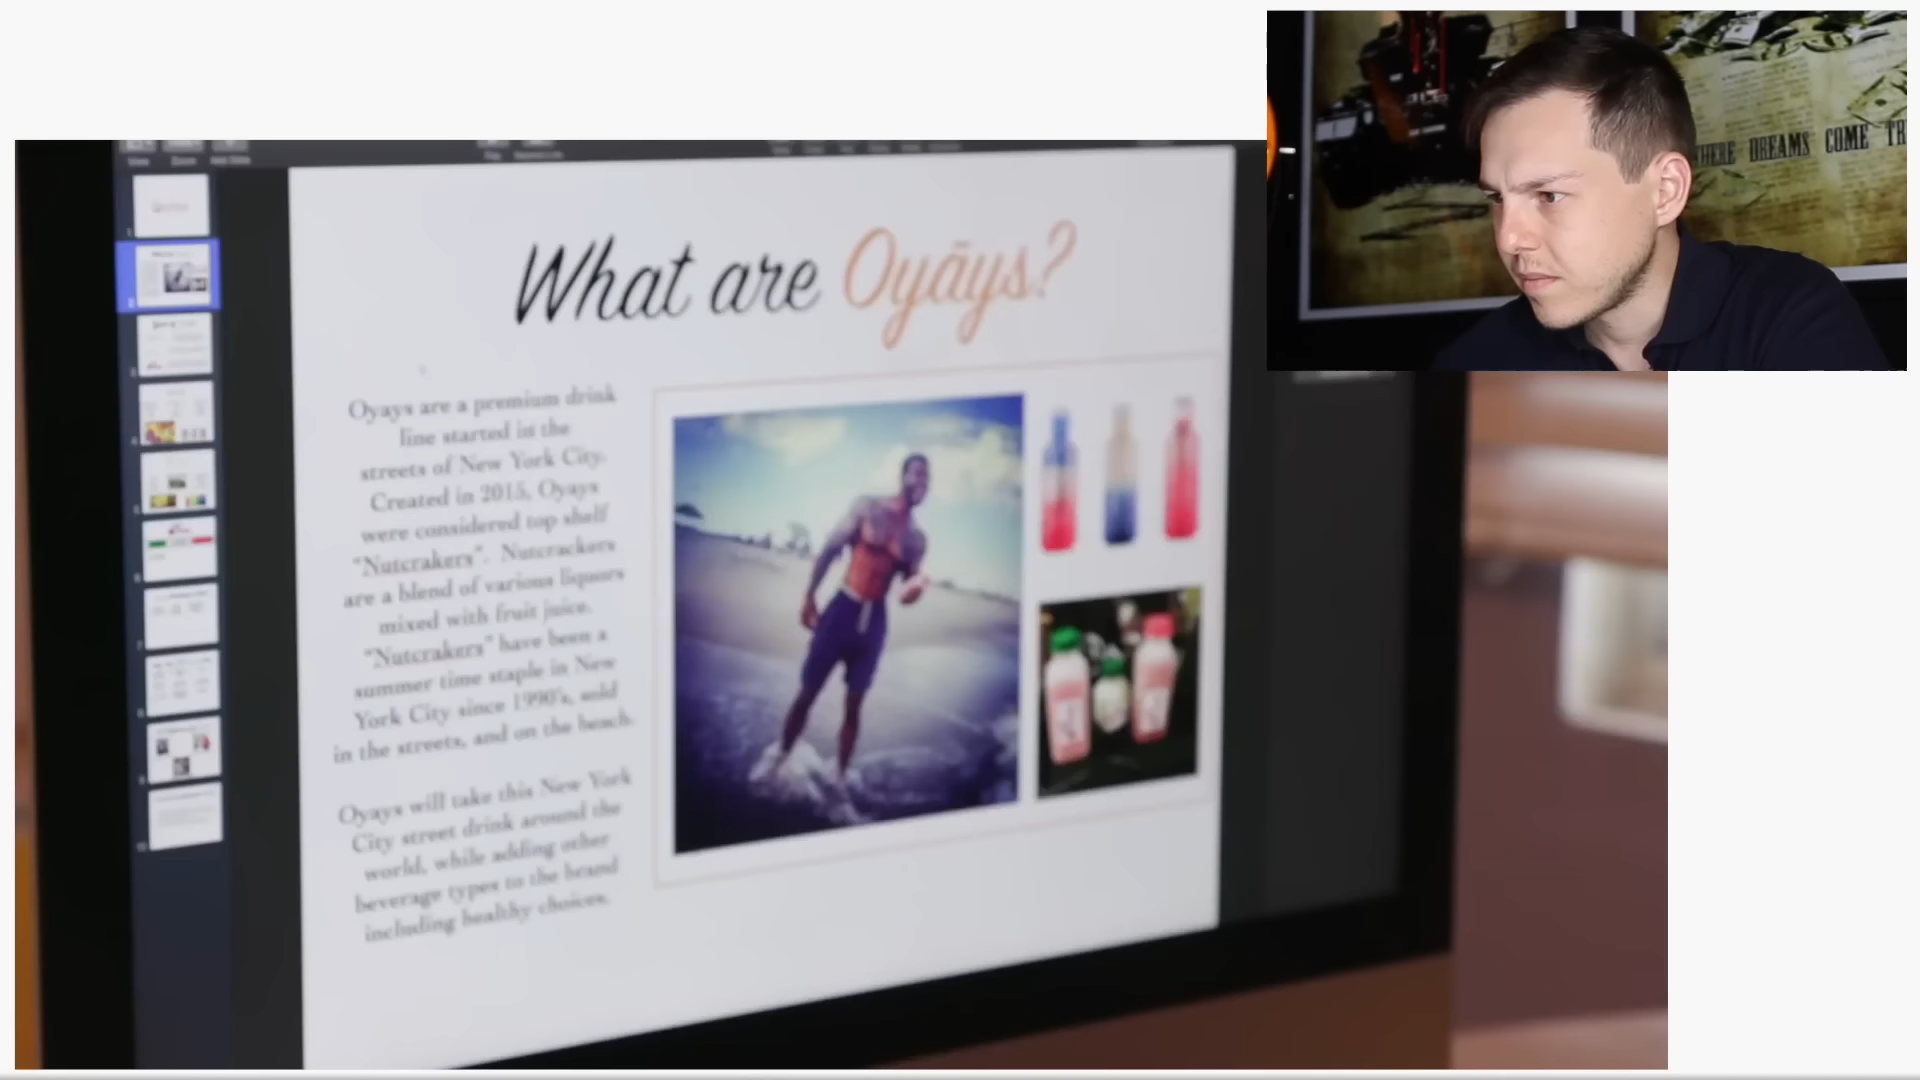 What are Oyāys?
Oyays are a premium drink
line started in the
streets of New York City.
Created in 2015, Oyays
were considered top shelf
"Nutcrakers". Nutcrackers
are a blend of various liquors
mixed with fruit juice.
"Nutcrakers" have been a
summer time staple in New
York City since 1990's, sold
in the streets, and on the beach.
Oyays will take this New York
City street drink around the
world, while adding other
beverage types to the brand
including healthy choices.
WHERE DREAMS COME